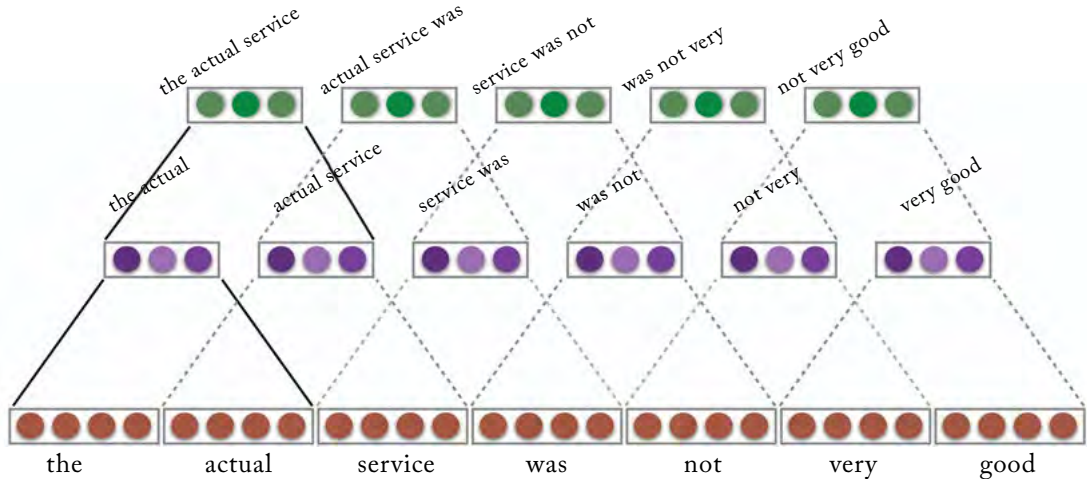 the actual service
actual service was
service was not
was not very
not very good
the actual
actual service
service was
was not
not very
very good
the
actual
service
was
not
very
good